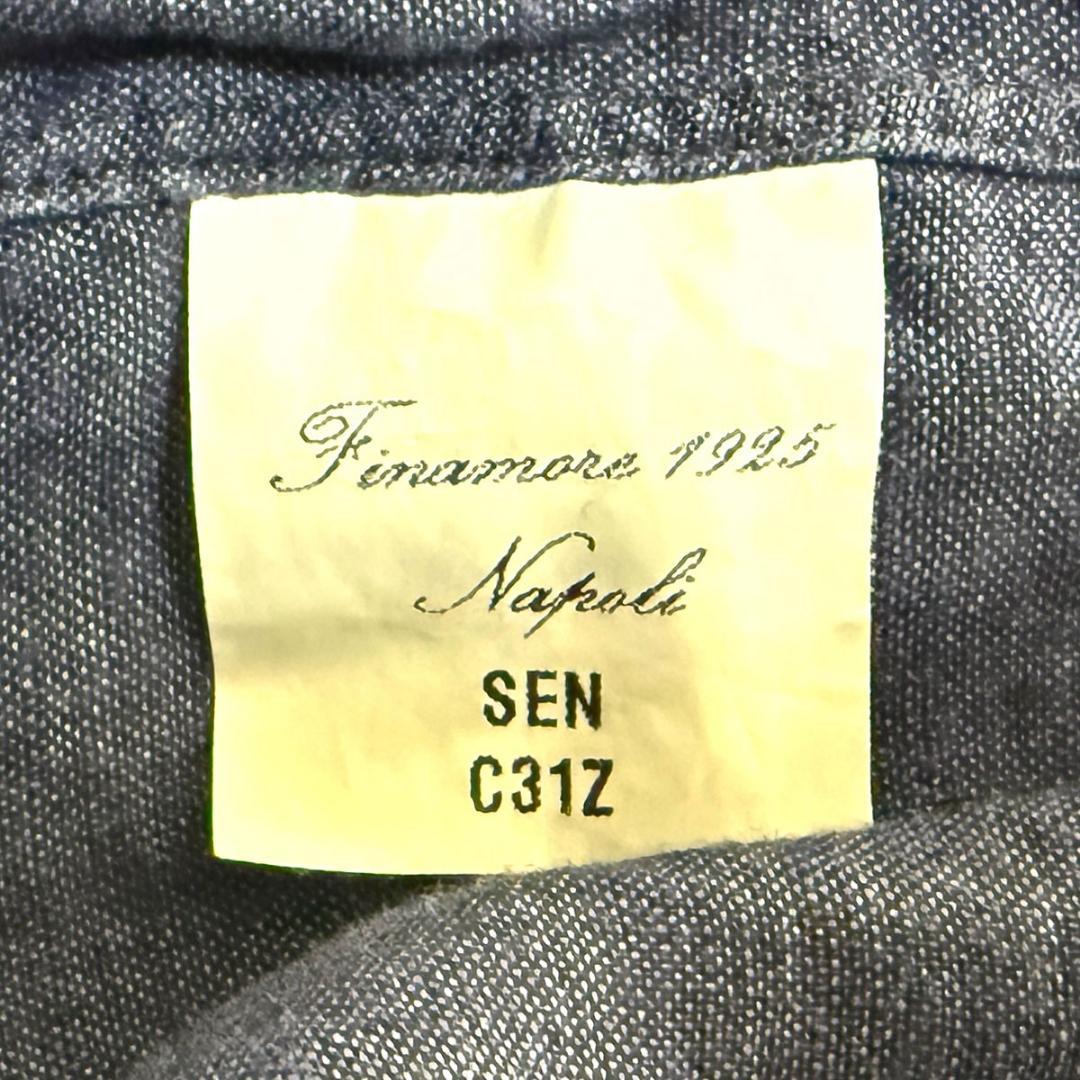 Finamore 1925
Napoli
SEN
C31Z